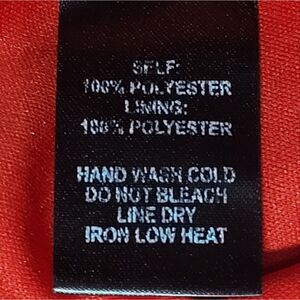 SELF:
100% POLYESTER
LINING:
100% POLYESTER
HAND WASH COLD
DO NOT BLEACH
LINE DRY
IRON LOW HEAT